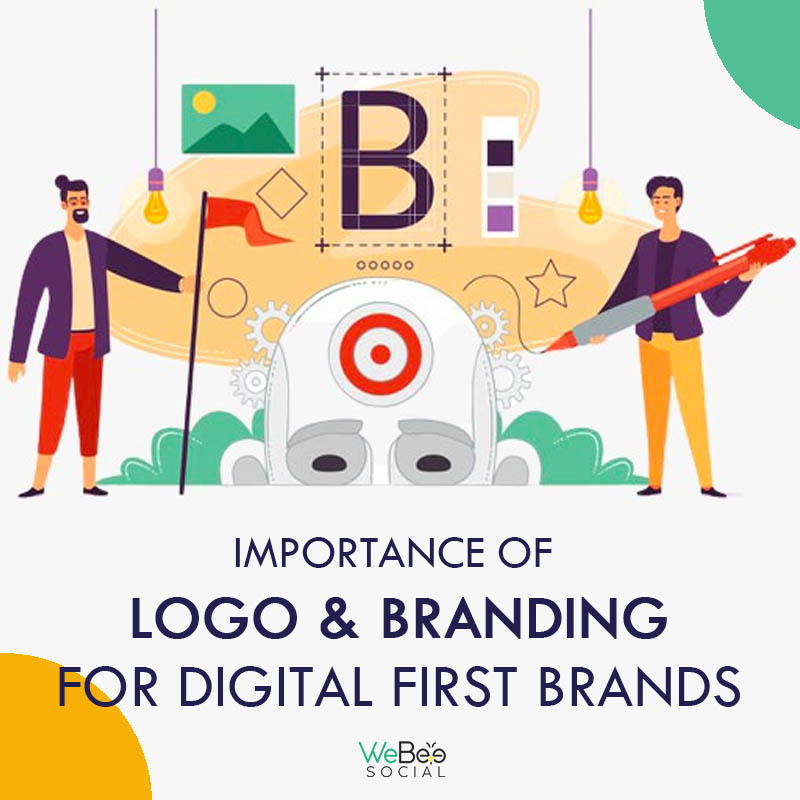 B
IMPORTANCE OF
LOGO & BRANDING
FOR DIGITAL FIRST BRANDS
WeBee
SOCIAL